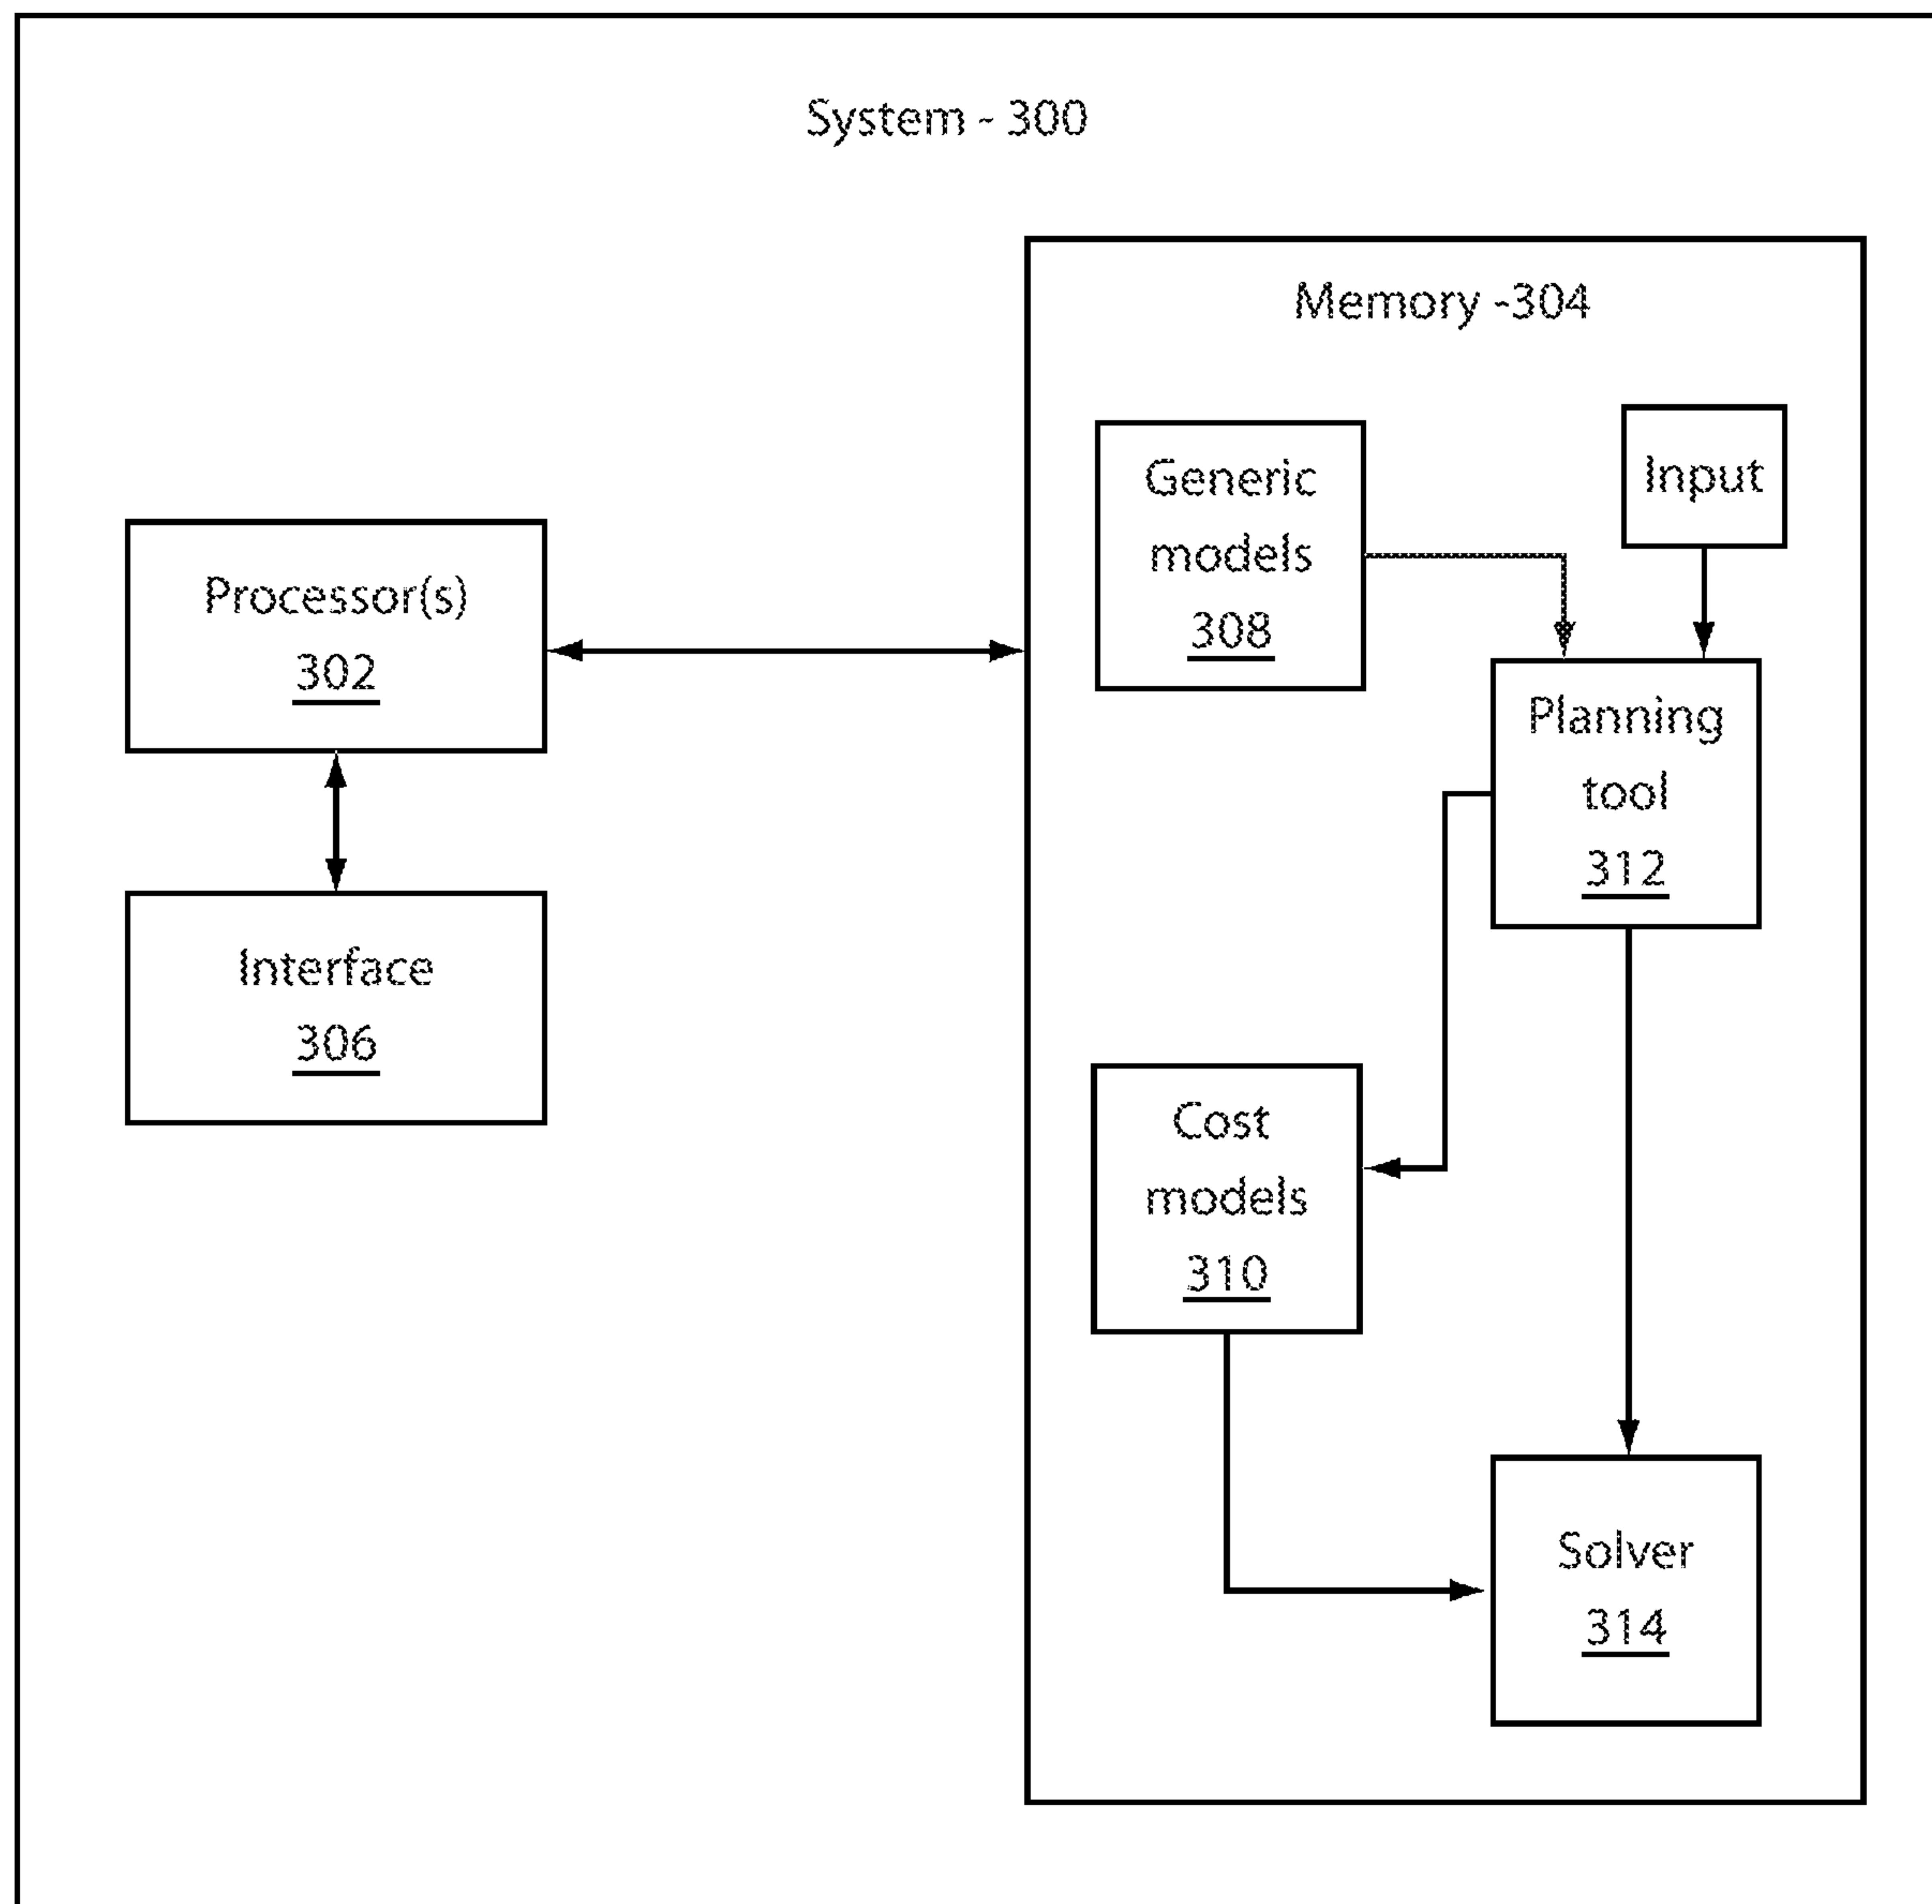 System - 300
Memory -304
Generic
models
308
Input
Processor(s)
302
Planning
tool
312
Interface
306
Cost
models
310
Solver
314